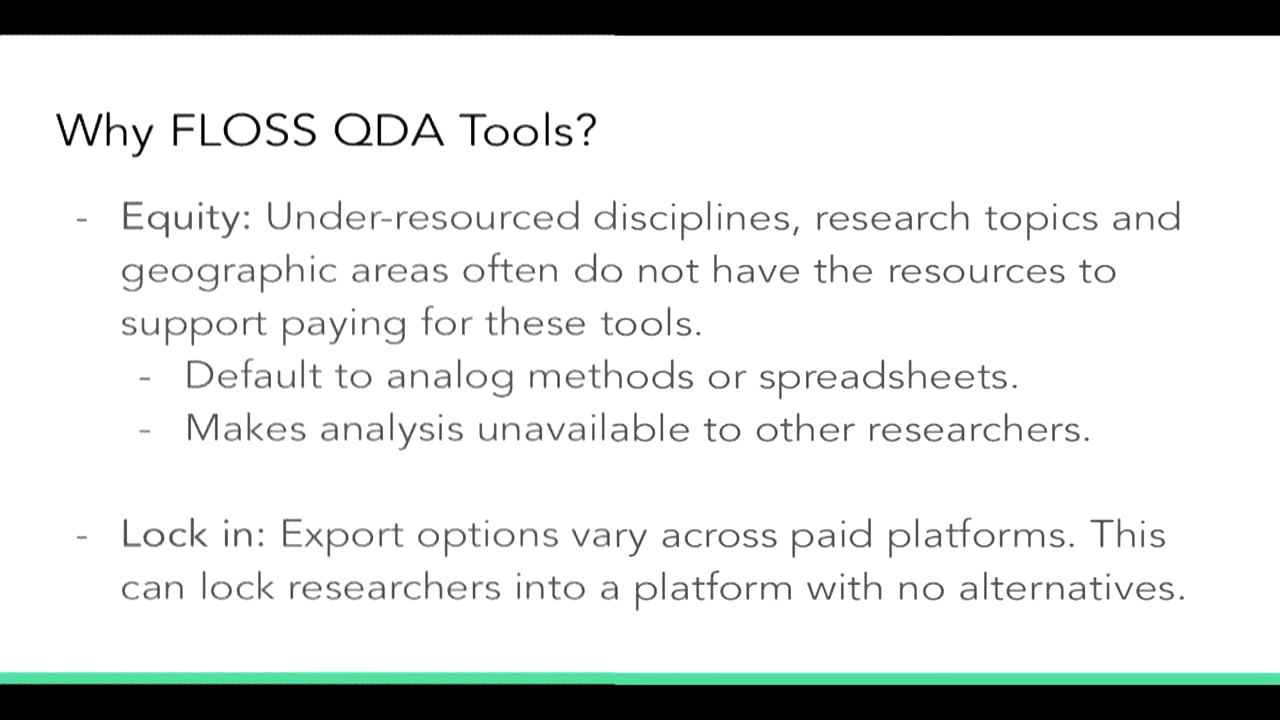 Why FLOSS QDA Tools?
- Equity: Under-resourced disciplines, research topics and
geographic areas often do not have the resources to
support paying for these tools.
- Default to analog methods or spreadsheets.
- Makes analysis unavailable to other researchers.
- Lock in: Export options vary across paid platforms. This
can lock researchers into a platform with no alternatives.